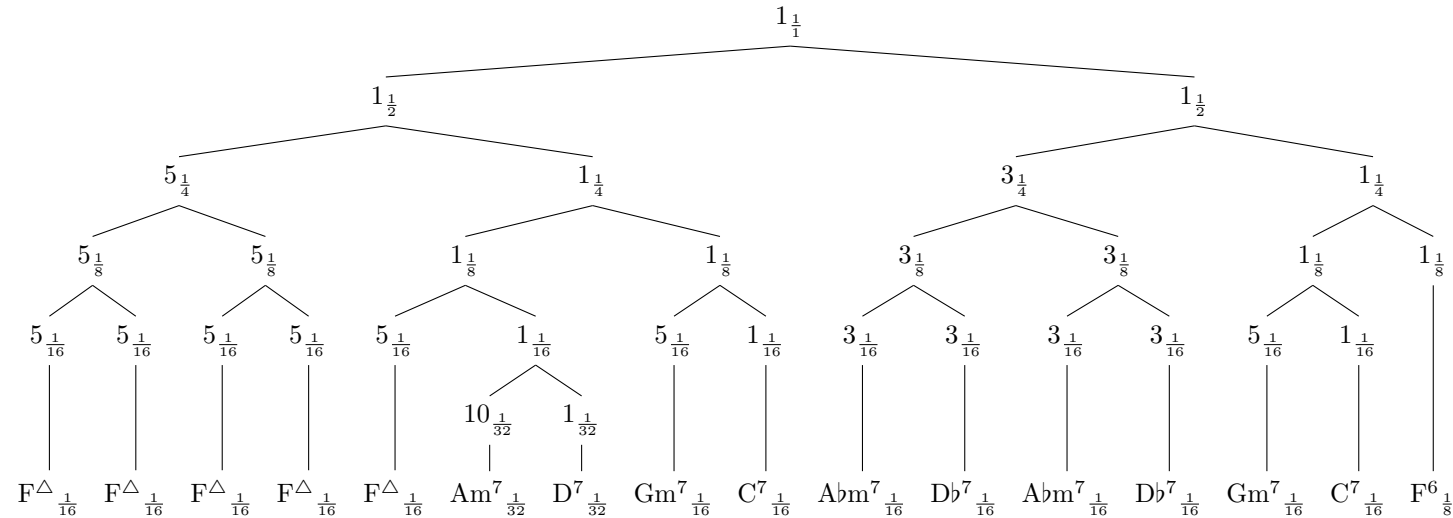 1 1/1
1 1/2 1 1/2
5 1/4 1 1/4 3 1/4 1 1/4
5 1/8 5 1/8 1 1/8 1 1/8 3 1/8 3 1/8 1 1/8 1 1/8
5 1/16 5 1/16 5 1/16 5 1/16 5 1/16 1 1/16 5 1/16 1 1/16 3 1/16 3 1/16 3 1/16 3 1/16 5 1/16 1 1/16
10 1/32 1 1/32
F△ 1/16 F△ 1/16 F△ 1/16 F△ 1/16 F△ 1/16 Am⁷ 1/32 D⁷ 1/32 Gm⁷ 1/16 C⁷ 1/16 A♭m⁷ 1/16 D♭⁷ 1/16 A♭m⁷ 1/16 D♭⁷ 1/16 Gm⁷ 1/16 C⁷ 1/16 F⁶ 1/8